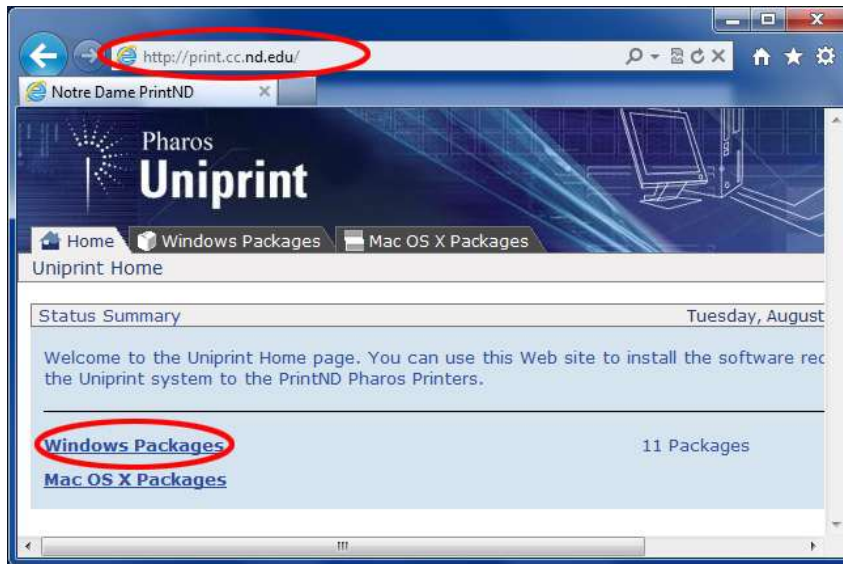 http://print.cc.nd.edu/
Notre Dame PrintND
Pharos
Uniprint
Home
Windows Packages
Mac OS X Packages
Uniprint Home
Status Summary
Tuesday, August
Welcome to the Uniprint Home page. You can use this Web site to install the software
the Uniprint system to the PrintND Pharos Printers.
Windows Packages
11 Packages
Mac OS X Packages